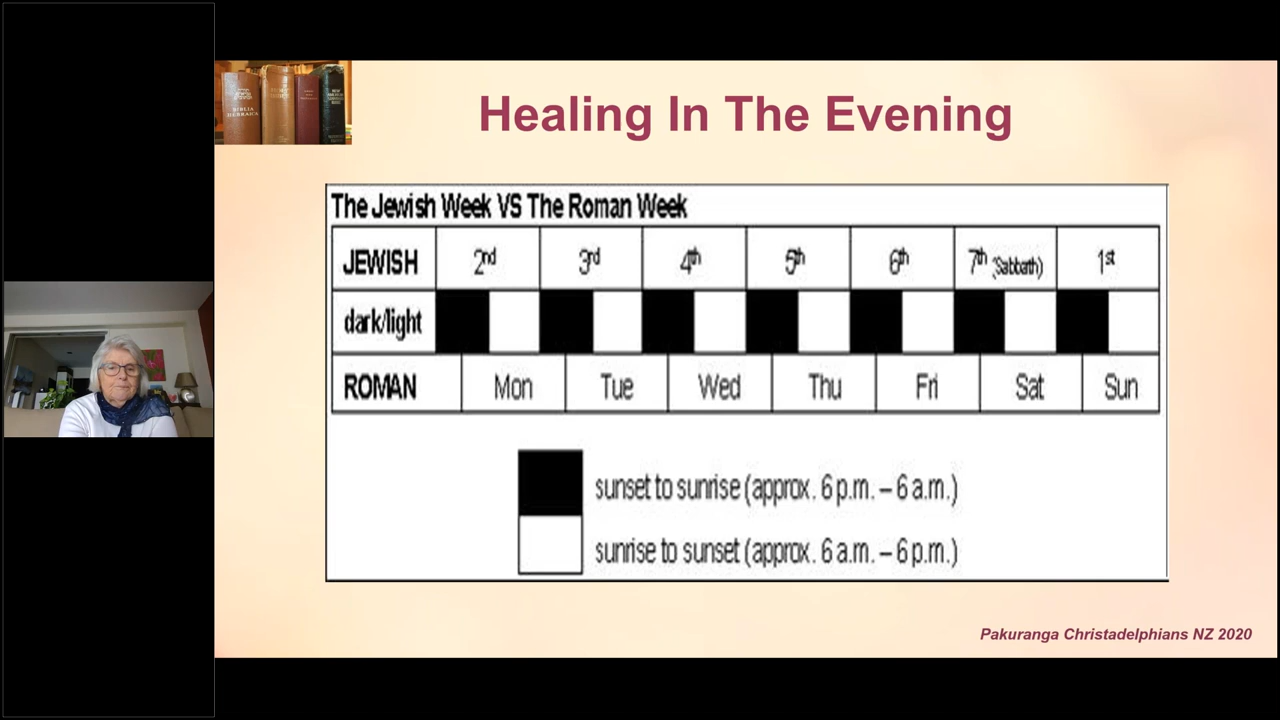 BIBLIA
HEBRAICA
Healing In The Evening
The Jewish Week VS The Roman Week
JEWISH 2nd 3rd 4th 5th 6th 7th (Sabbath) 1st
dark/light
ROMAN Mon Tue Wed Thu Fri Sat Sun
sunset to sunrise (approx. 6 p.m. – 6 a.m.)
sunrise to sunset (approx. 6 a.m. – 6 p.m.)
Pakuranga Christadelphians NZ 2020